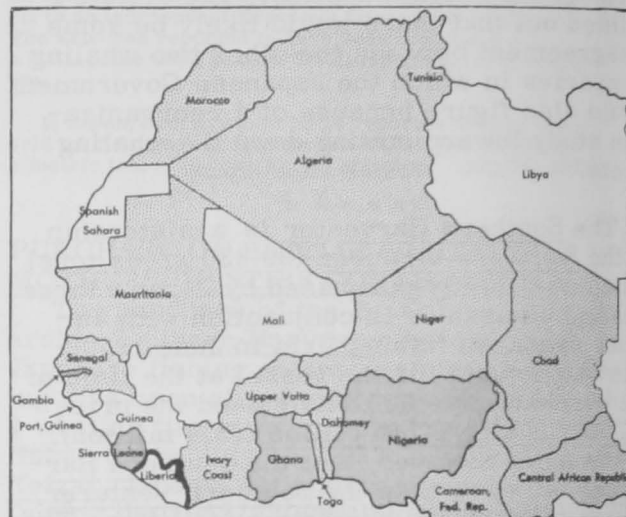 Tunisia
Morocco
Algeria
Libya
Spanish
Sahara
Mauritania
Mali
Niger
Chad
Senegal
Gambia
Upper Volta
Dahomey
Port. Guinea
Guinea
Nigeria
Sierra Leone
Ivory
Coast
Ghana
Liberia
Central African Republic
Togo
Cameroan,
Fed. Rep.